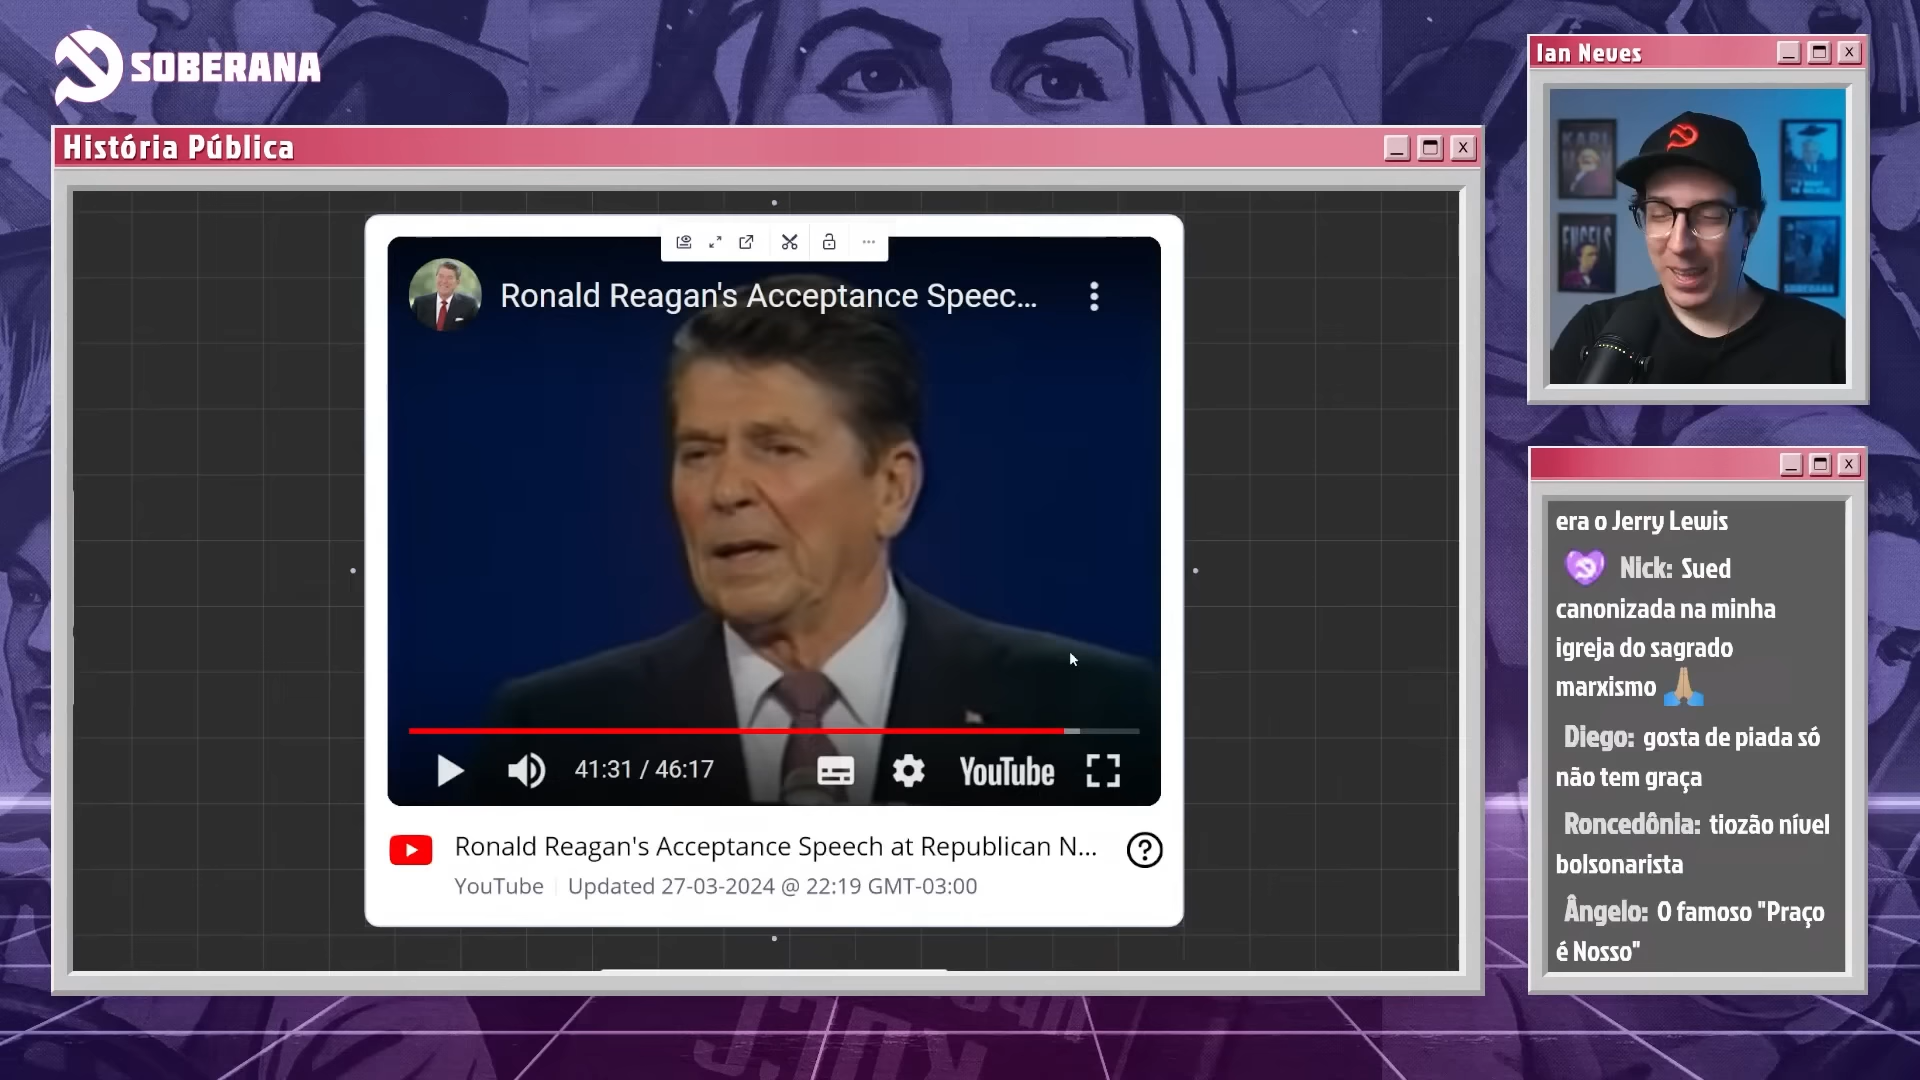 SOBERANA
História Pública
Ronald Reagan's Acceptance Speec...
41:31 / 46:17
YouTube
Ronald Reagan's Acceptance Speech at Republican N...
YouTube
Updated 27-03-2024 @ 22:19 GMT-03:00
Ian Neves
KARL
ENGELS
SOBERANA
era o Jerry Lewis
Nick: Sued
canonizada na minha
igreja do sagrado
marxismo 🙏🏼
Diego: gosta de piada só
não tem graça
Roncedônia: tiozão nível
bolsonarista
Ângelo: O famoso "Praço
é Nosso"